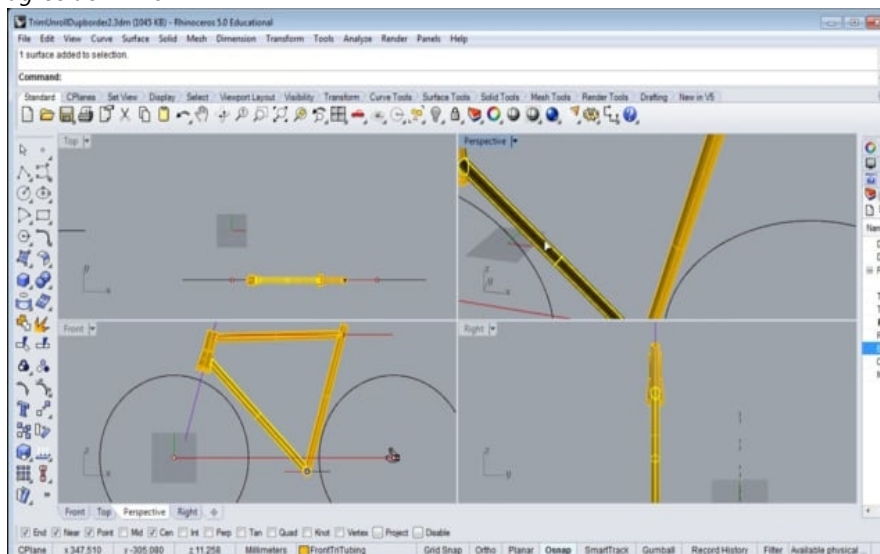 TrimUnrollDupborder2.3dm (1045 KB) - Rhinoceros 5.0 Educational
File Edit View Curve Surface Solid Mesh Dimension Transform Tools Analyze Render Panels Help
1 surface added to selection.
Command:
Standard CPlanes Set View Display Select Viewport Layout Visibility Transform Curve Tools Surface Tools Solid Tools Mesh Tools Render Tools Drafting New in V5
Top
Perspective
Nam
y
x
z
y
x
Front
Right
z
x
z
y
Front Top Perspective Right
End Near Point Mid Cen Int Perp Tan Quad Knot Vertex Project Disable
CPlane x 347.510 y -305.080 z 11.258 Millimeters FrontTriTubing Grid Snap Ortho Planar Osnap SmartTrack Gumball Record History Filter Available physical...